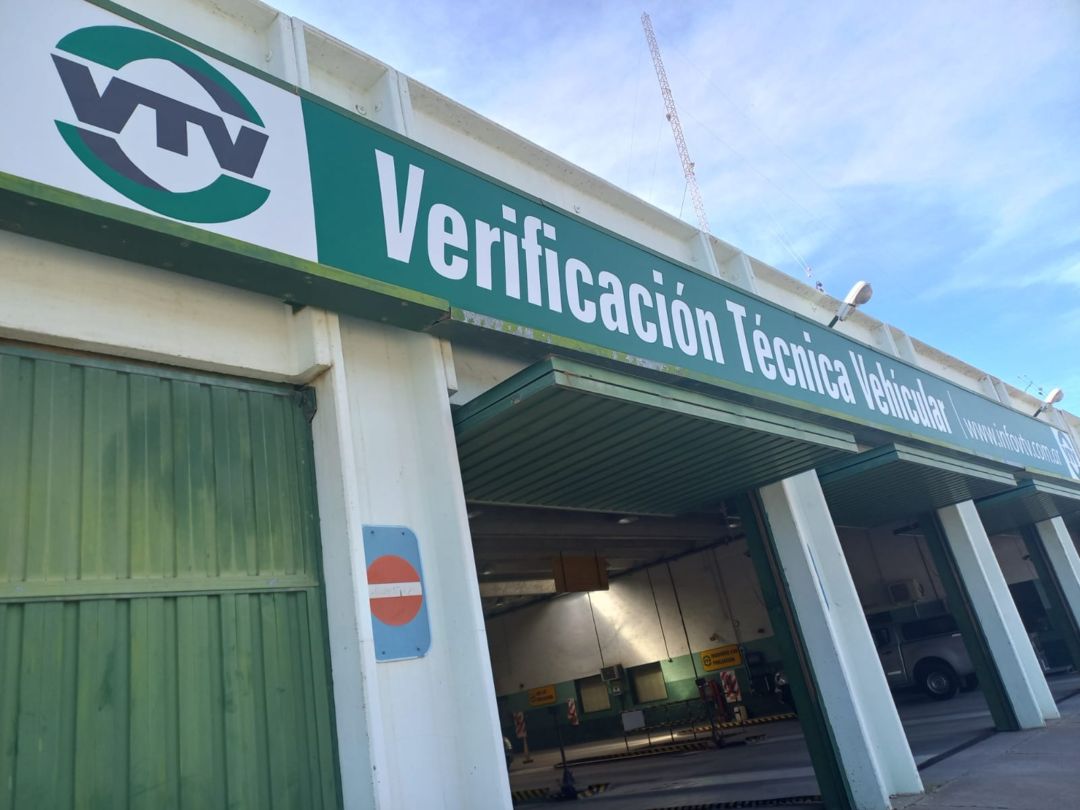 VTV
Verificación Técnica Vehicular
www.infovtv.com.ar